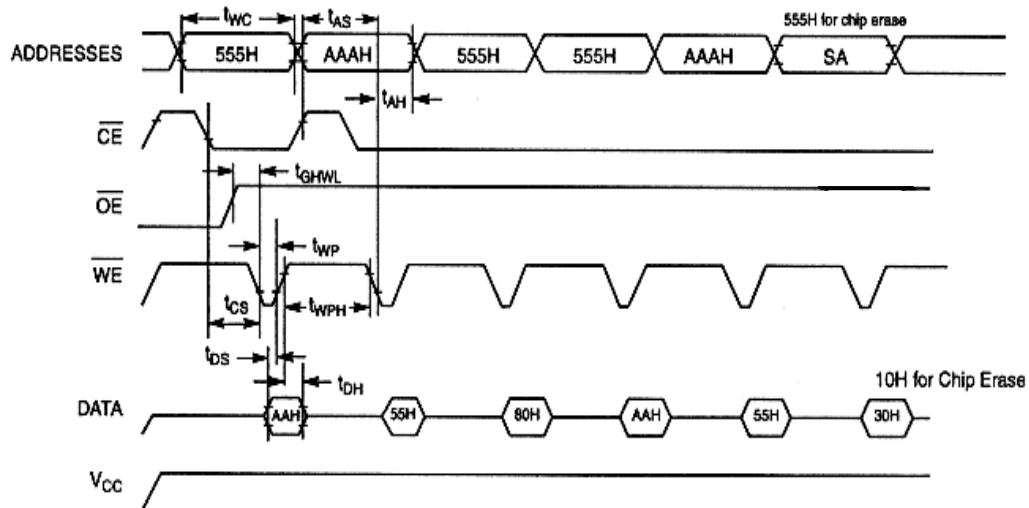 tWC tAS 555H for chip erase
ADDRESSES 555H AAAH 555H 555H AAAH SA
tAH
CE
tGHWL
OE
tWP
WE
tCS tWPH
tDS
tDH 10H for Chip Erase
DATA AAH 55H 80H AAH 55H 30H
VCC